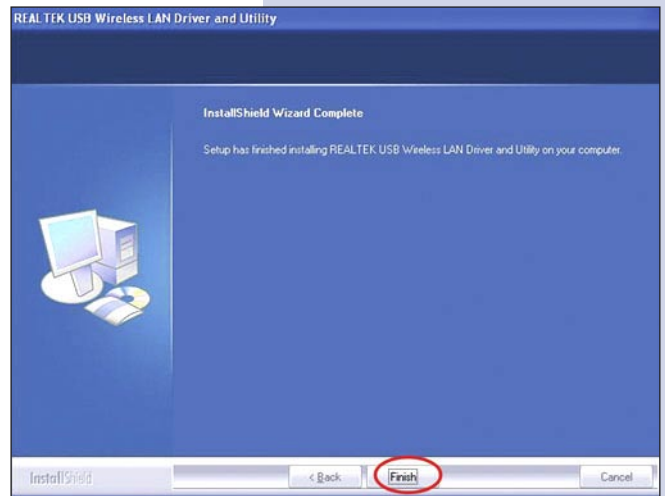 REALTEK USB Wireless LAN Driver and Utility
InstallShield Wizard Complete
Setup has finished installing REALTEK USB Wireless LAN Driver and Utility on your computer.
InstallShield
< Back
Finish
Cancel